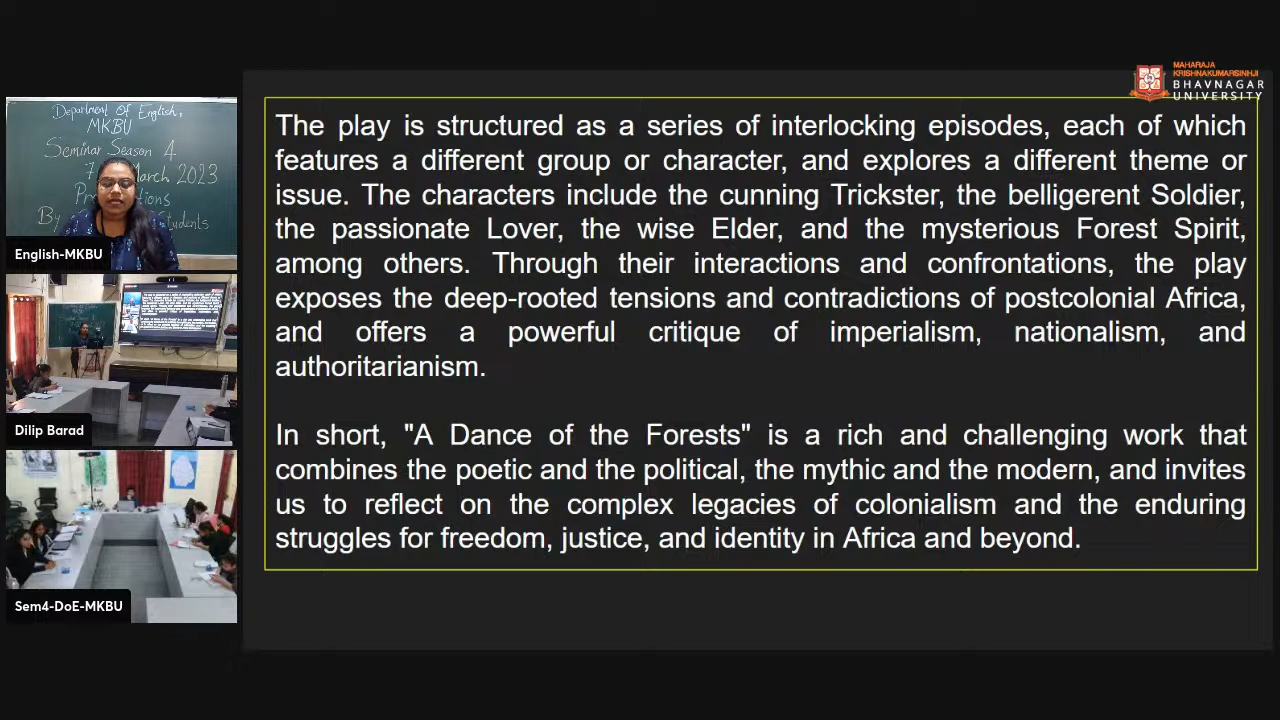 MAHARAJA
KRISHNAKUMARSINHJI
BHAVNAGAR
UNIVERSITY
The play is structured as a series of interlocking episodes, each of which
features a different group or character, and explores a different theme or
issue. The characters include the cunning Trickster, the belligerent Soldier,
the passionate Lover, the wise Elder, and the mysterious Forest Spirit,
among others. Through their interactions and confrontations, the play
exposes the deep-rooted tensions and contradictions of postcolonial Africa,
and offers a powerful critique of imperialism, nationalism, and
authoritarianism.
In short, "A Dance of the Forests" is a rich and challenging work that
combines the poetic and the political, the mythic and the modern, and invites
us to reflect on the complex legacies of colonialism and the enduring
struggles for freedom, justice, and identity in Africa and beyond.
Department Of English,
MKBU
Seminar Season 4
7 March 2023
By
English-MKBU
Dilip Barad
Sem4-DoE-MKBU